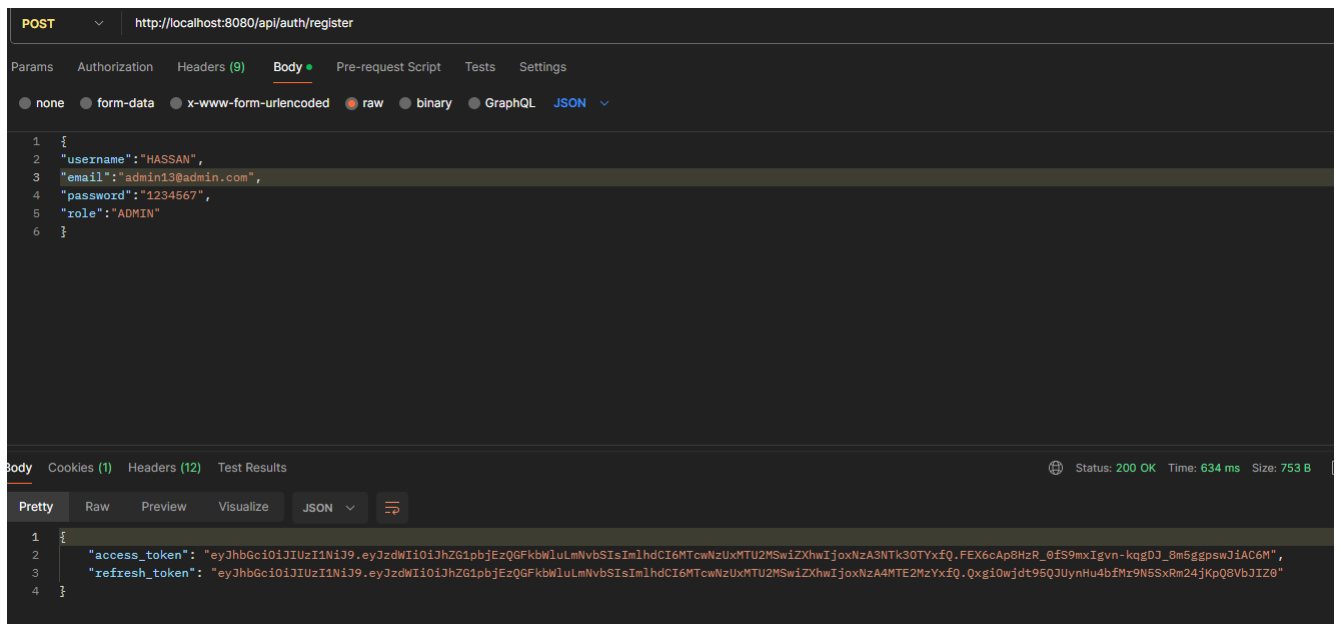 POST http://localhost:8080/api/auth/register
Params Authorization Headers (9) Body Pre-request Script Tests Settings
none form-data x-www-form-urlencoded raw binary GraphQL JSON
1 {
2 "username":"HASSAN",
3 "email":"admin13@admin.com",
4 "password":"1234567",
5 "role":"ADMIN"
6 }
Body Cookies (1) Headers (12) Test Results Status: 200 OK Time: 634 ms Size: 753 B
Pretty Raw Preview Visualize JSON
1 {
2 "access_token": "eyJhbGciOiJIUzI1NiJ9.eyJzdWIiOiJhZG1pbjEzQGFkbWluLmNvbSIsImlhdCI6MTcwNzUxMTU2MSwiZXhwIjoxNzA3NTk3OTYxfQ.FEX6cAp8HzR_0fS9mxIgvn-kqgDJ_8m5ggpswJiAC6M",
3 "refresh_token": "eyJhbGciOiJIUzI1NiJ9.eyJzdWIiOiJhZG1pbjEzQGFkbWluLmNvbSIsImlhdCI6MTcwNzUxMTU2MSwiZXhwIjoxNzA4MTE2MzYxfQ.QxgiOwjdt95QJUynHu4bfMr9N5SxRm24jKpQ8VbJIZ0"
4 }